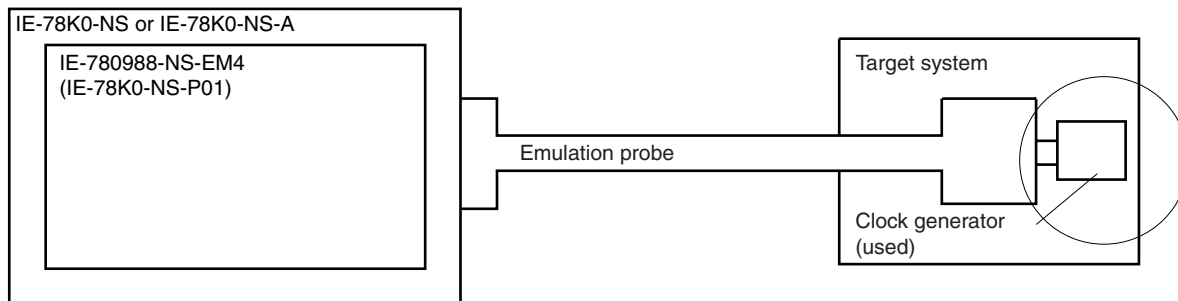 IE-78K0-NS or IE-78K0-NS-A
IE-780988-NS-EM4
(IE-78K0-NS-P01)
Emulation probe
Target system
Clock generator
(used)